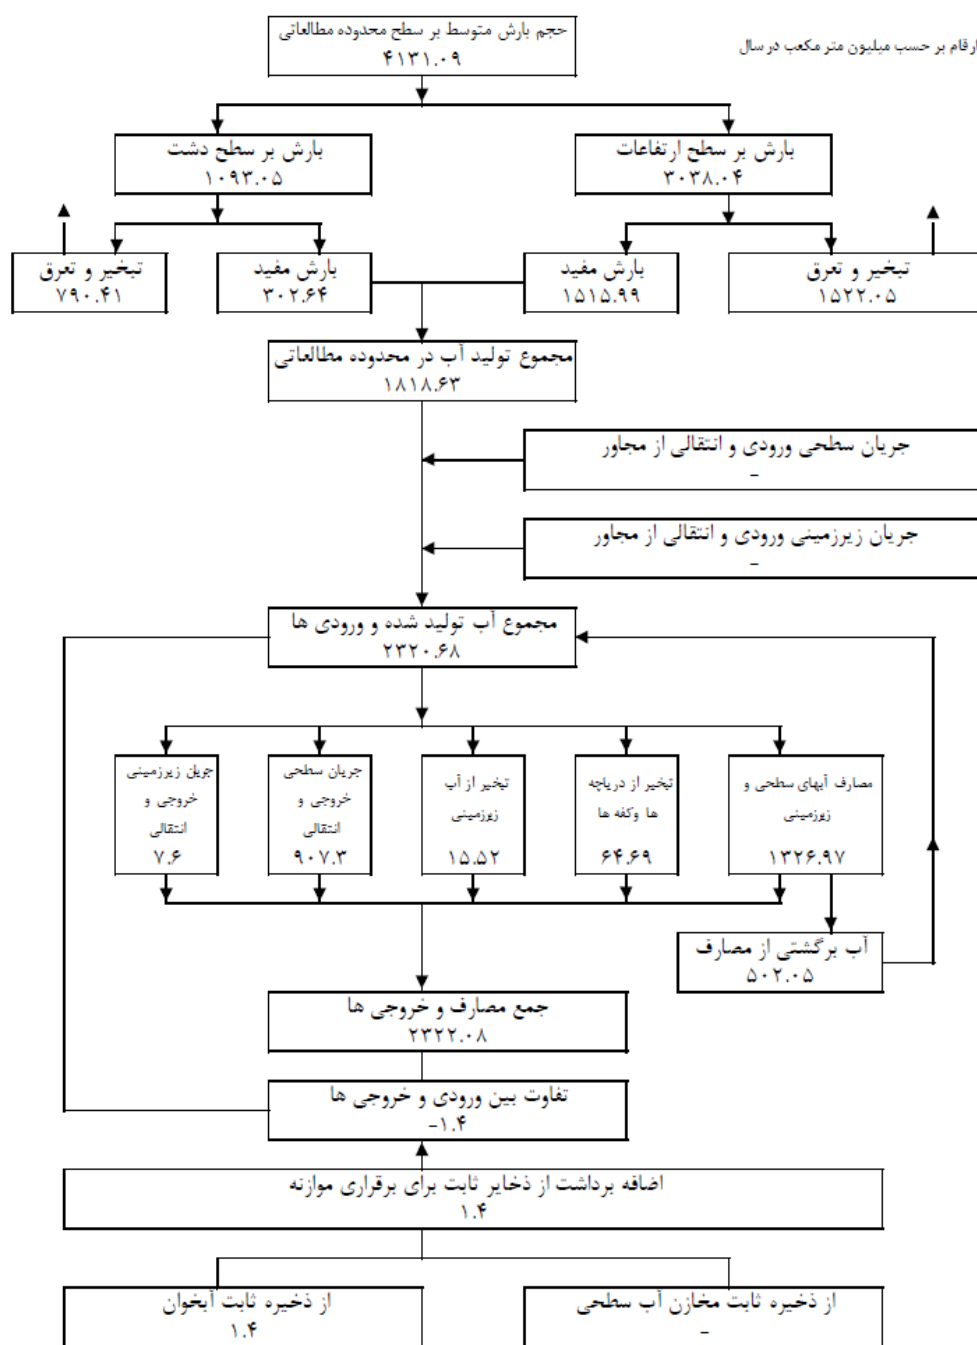 حجم بارش متوسط بر سطح محدوده مطالعاتی
۴۱۳۱.۰۹
ارقام بر حسب میلیون متر مکعب در سال
بارش بر سطح ارتفاعات
۳۰۳۸.۰۴
بارش بر سطح دشت
۱۰۹۳.۰۵
تبخیر و تعرق
۱۵۲۲.۰۵
بارش مفید
۱۵۱۵.۹۹
بارش مفید
۳۰۲.۶۴
تبخیر و تعرق
۷۹۰.۴۱
مجموع تولید آب در محدوده مطالعاتی
۱۸۱۸.۶۳
جریان سطحی ورودی و انتقالی از مجاور
-
جریان زیرزمینی ورودی و انتقالی از مجاور
-
مجموع آب تولید شده و ورودی ها
۲۳۲۰.۶۸
مصارف آبهای سطحی و
زیرزمینی
۱۳۲۶.۹۷
تبخیر از دریاچه
ها وکفه ها
۶۴.۶۹
تبخیر از آب
زیرزمینی
۱۵.۵۲
جریان سطحی
خروجی و
انتقالی
۹۰۷.۳
جریان زیرزمینی
خروجی و
انتقالی
۷.۶
آب برگشتی از مصارف
۵۰۲.۰۵
جمع مصارف و خروجی ها
۲۳۲۲.۰۸
تفاوت بین ورودی و خروجی ها
-۱.۴
اضافه برداشت از ذخایر ثابت برای برقراری موازنه
۱.۴
از ذخیره ثابت مخازن آب سطحی
-
از ذخیره ثابت آبخوان
۱.۴